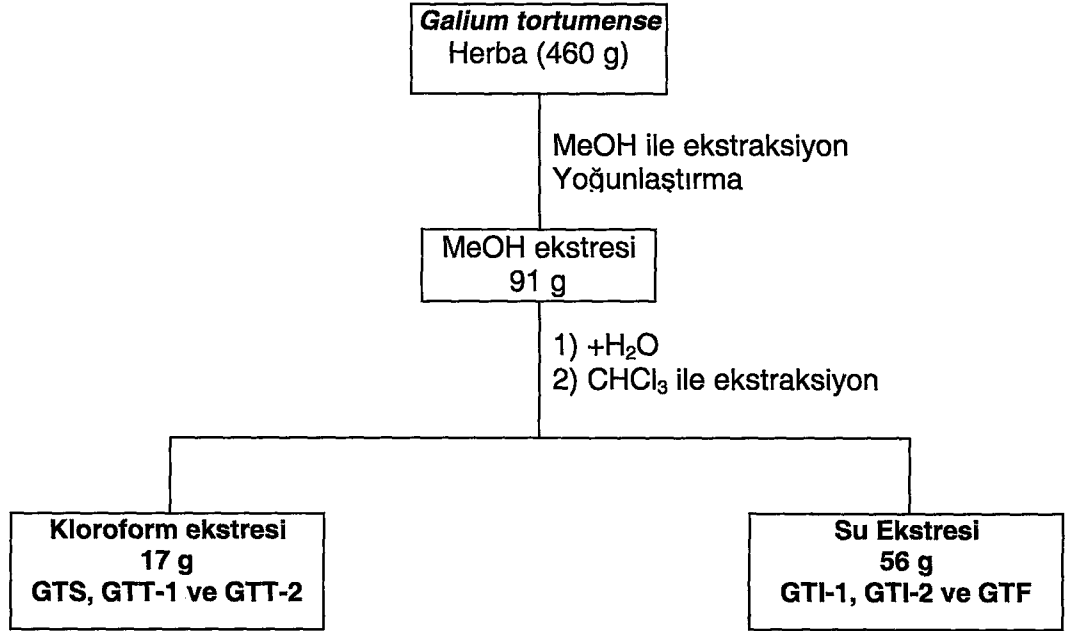 Galium tortumense
Herba (460 g)
MeOH ile ekstraksiyon
Yoğunlaştırma
MeOH ekstresi
91 g
1) +H₂O
2) CHCl₃ ile ekstraksiyon
Kloroform ekstresi
17 g
GTS, GTT-1 ve GTT-2
Su Ekstresi
56 g
GTI-1, GTI-2 ve GTF